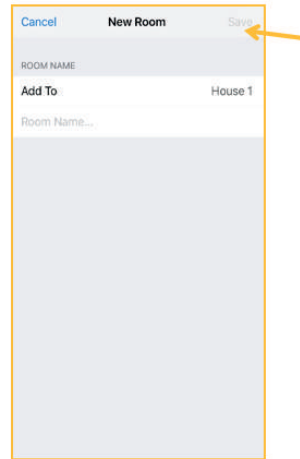 Cancel New Room Save
ROOM NAME
Add To House 1
Room Name...